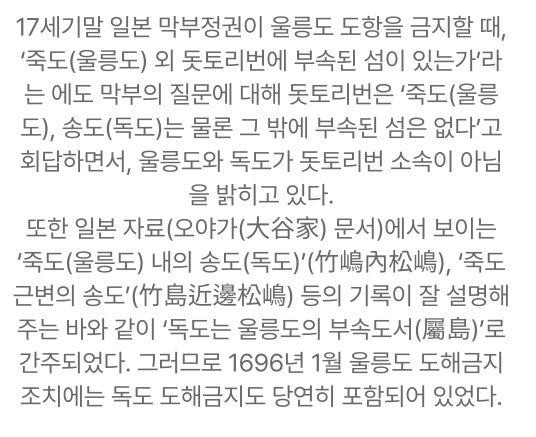 17세기말 일본 막부정권이 울릉도 도항을 금지할 때,
‘죽도(울릉도) 외 돗토리번에 부속된 섬이 있는가’라
는 에도 막부의 질문에 대해 돗토리번은 ‘죽도(울릉
도), 송도(독도)는 물론 그 밖에 부속된 섬은 없다’고
회답하면서, 울릉도와 독도가 돗토리번 소속이 아님
을 밝히고 있다.
또한 일본 자료(오야가(大谷家) 문서)에서 보이는
‘죽도(울릉도) 내의 송도(독도)’(竹嶋內松嶋), ‘죽도
근변의 송도’(竹島近邊松嶋) 등의 기록이 잘 설명해
주는 바와 같이 ‘독도는 울릉도의 부속도서(屬島)’로
간주되었다. 그러므로 1696년 1월 울릉도 도해금지
조치에는 독도 도해금지도 당연히 포함되어 있었다.